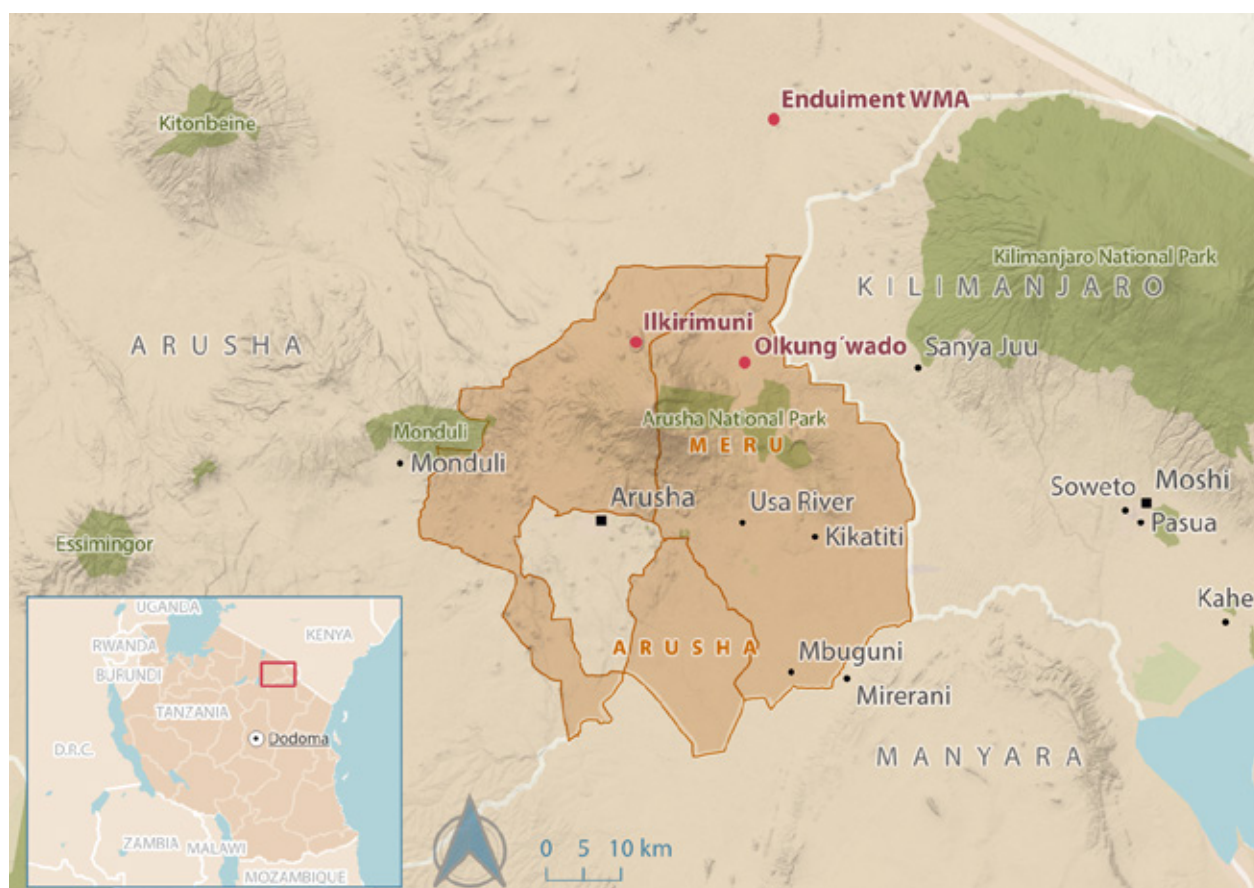 Enduiment WMA
Kitonbeine
Kilimanjaro National Park
KILIMANJARO
Ilkirimuni
Olkung´wado
Sanya Juu
ARUSHA
Arusha National Park
MERU
Monduli
Monduli
Arusha
Usa River
Kikatiti
Soweto
Moshi
Pasua
Essimingor
Kahe
ARUSHA
Mbuguni
Mirerani
MANYARA
UGANDA
KENYA
RWANDA
BURUNDI
TANZANIA
Dodoma
D.R.C.
ZAMBIA
MALAWI
MOZAMBIQUE
0 5 10 km